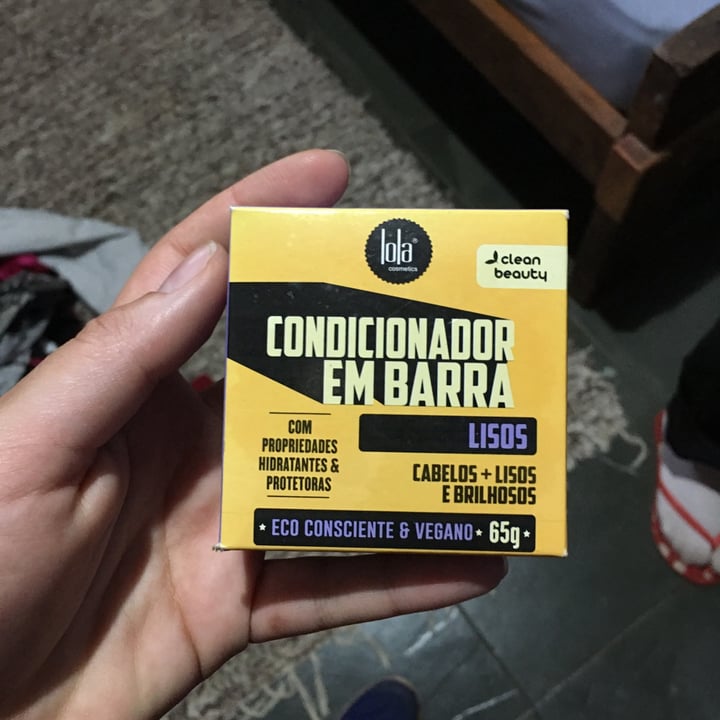 lola®
cosmetics
clean
beauty
CONDICIONADOR
EM BARRA
LISOS
COM
PROPRIEDADES
HIDRATANTES &
PROTETORAS
CABELOS + LISOS
E BRILHOSOS
ECO CONSCIENTE & VEGANO
65g